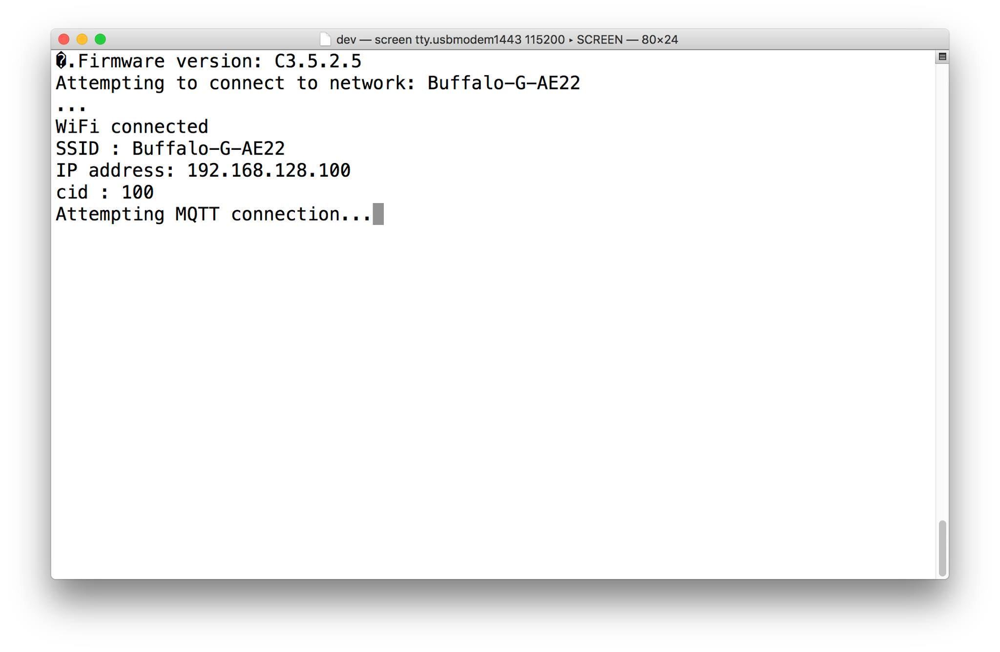 dev — screen tty.usbmodem1443 115200 ▸ SCREEN — 80×24
�.Firmware version: C3.5.2.5
Attempting to connect to network: Buffalo-G-AE22
...
WiFi connected
SSID : Buffalo-G-AE22
IP address: 192.168.128.100
cid : 100
Attempting MQTT connection...